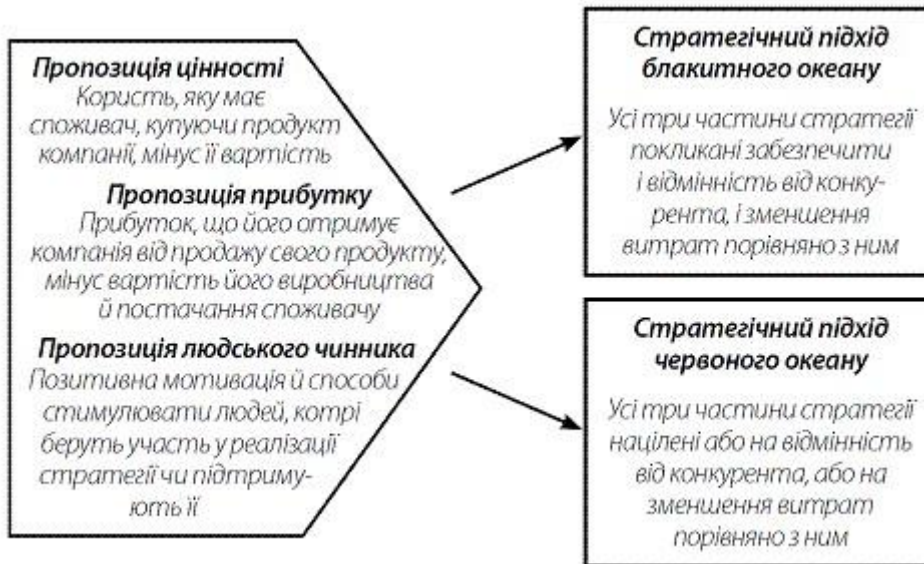 Пропозиція цінності
Користь, яку має
споживач, купуючи продукт
компанії, мінус її вартість
Пропозиція прибутку
Прибуток, що його отримує
компанія від продажу свого продукту,
мінус вартість його виробництва
й постачання споживачу
Пропозиція людського чинника
Позитивна мотивація й способи
стимулювати людей, котрі
беруть участь у реалізації
стратегії чи підтриму-
ють її
Стратегічний підхід
блакитного океану
Усі три частини стратегії
покликані забезпечити
і відмінність від конку-
рента, і зменшення
витрат порівняно з ним
Стратегічний підхід
червоного океану
Усі три частини стратегії
націлені або на відмінність
від конкурента, або на
зменшення витрат
порівняно з ним